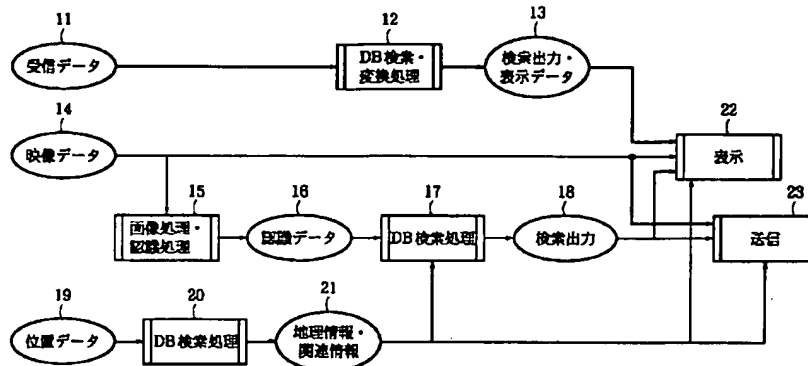 11
受信データ
12
DB検索・
変換処理
13
検索出力・
表示データ
14
映像データ
22
表示
15
画像処理・
認識処理
16
認識データ
17
DB検索処理
18
検索出力
23
送信
19
位置データ
20
DB検索処理
21
地理情報・
関連情報